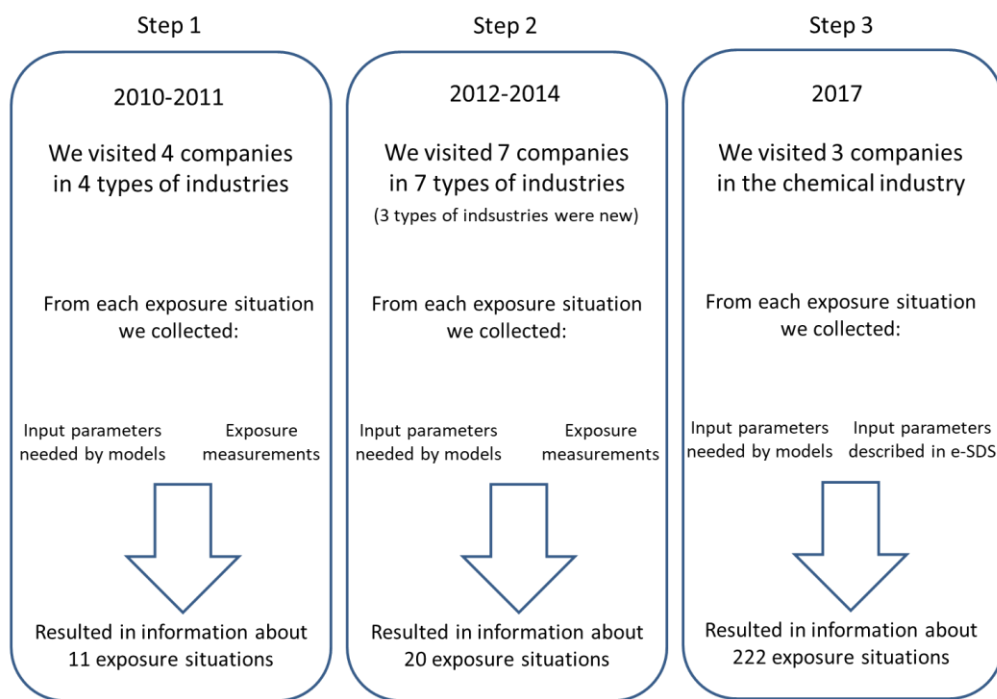 Step 1
2010-2011
We visited 4 companies
in 4 types of industries
From each exposure situation
we collected:
Input parameters
needed by models
Exposure
measurements
Resulted in information about
11 exposure situations
Step 2
2012-2014
We visited 7 companies
in 7 types of industries
(3 types of indsustries were new)
From each exposure situation
we collected:
Input parameters
needed by models
Exposure
measurements
Resulted in information about
20 exposure situations
Step 3
2017
We visited 3 companies
in the chemical industry
From each exposure situation
we collected:
Input parameters
needed by models
Input parameters
described in e-SDS
Resulted in information about
222 exposure situations